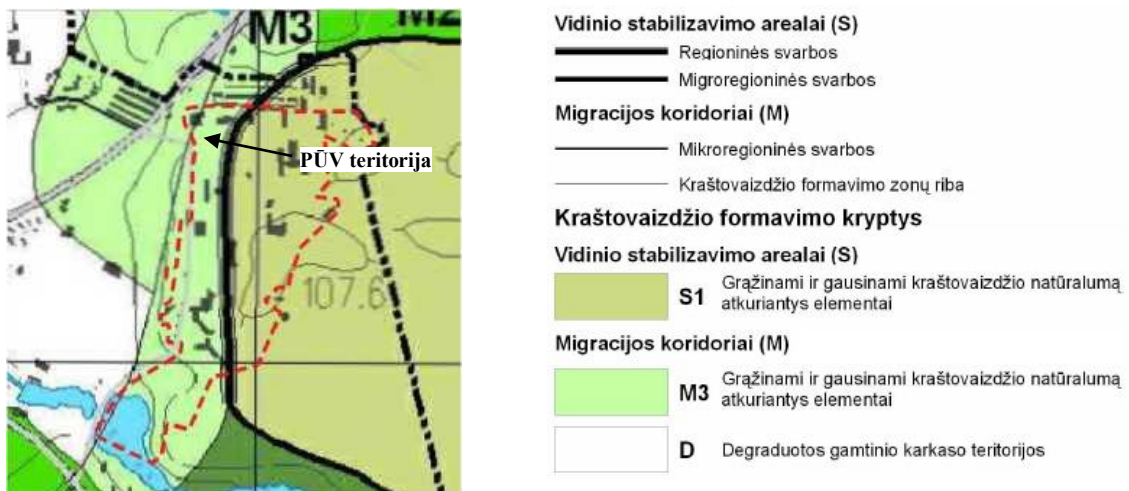 M3
M2
PŪV teritorija
107.6
Vidinio stabilizavimo arealai (S)
Regioninės svarbos
Migroregioninės svarbos
Migracijos koridoriai (M)
Mikroregioninės svarbos
Kraštovaizdžio formavimo zonų riba
Kraštovaizdžio formavimo kryptys
Vidinio stabilizavimo arealai (S)
S1 Grąžinami ir gausinami kraštovaizdžio natūralumą
atkuriantys elementai
Migracijos koridoriai (M)
M3 Grąžinami ir gausinami kraštovaizdžio natūralumą
atkuriantys elementai
D Degraduotos gamtinio karkaso teritorijos